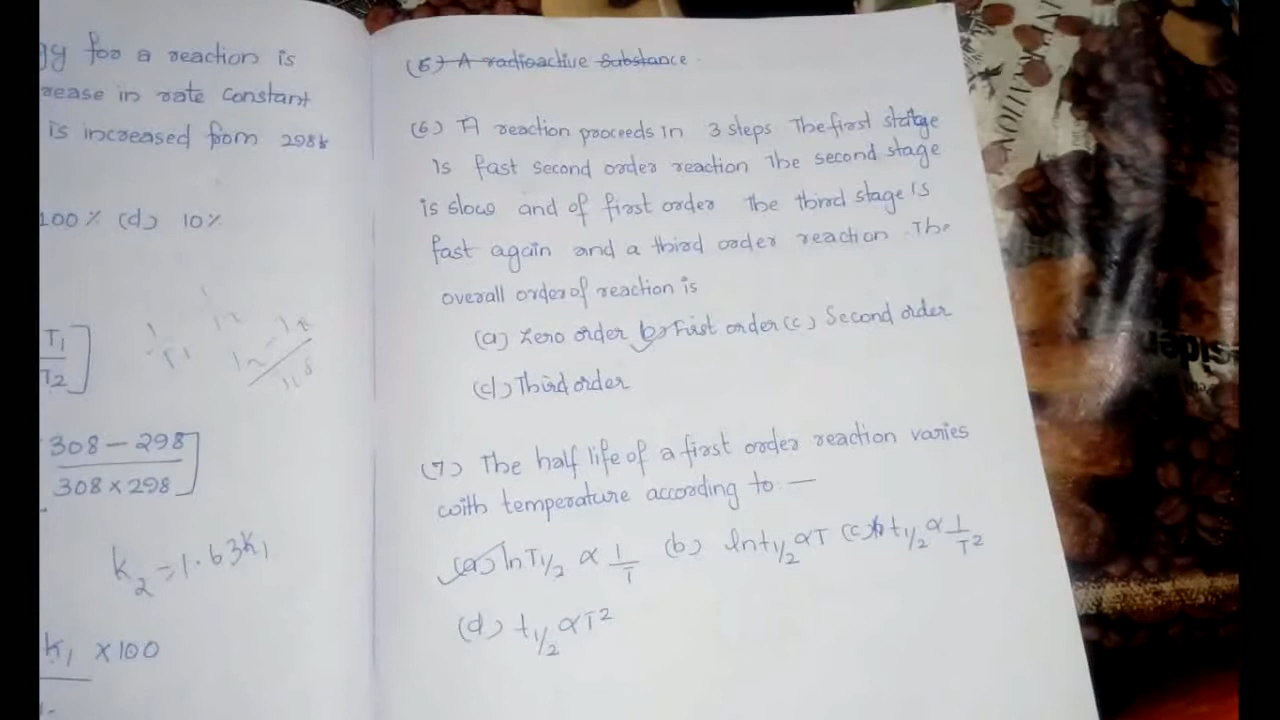 gy for a reaction is
rease in rate constant
is increased from 298k
100% (d) 10%
T1
T2
308 - 298
308 x 298
k2 = 1.63k1
k1 x 100
(5) A radioactive substance
(6) A reaction proceeds in 3 steps The first stage
is fast second order reaction The second stage
is slow and of first order The third stage is
fast again and a third order reaction. The
overall order of reaction is
(a) zero order (b) First order (c) Second order
(d) Third order
(7) The half life of a first order reaction varies
with temperature according to :—
(a) ln T1/2 ∝ 1/T (b) ln t1/2 ∝ T (c) t1/2 ∝ 1/T²
(d) t1/2 ∝ T²